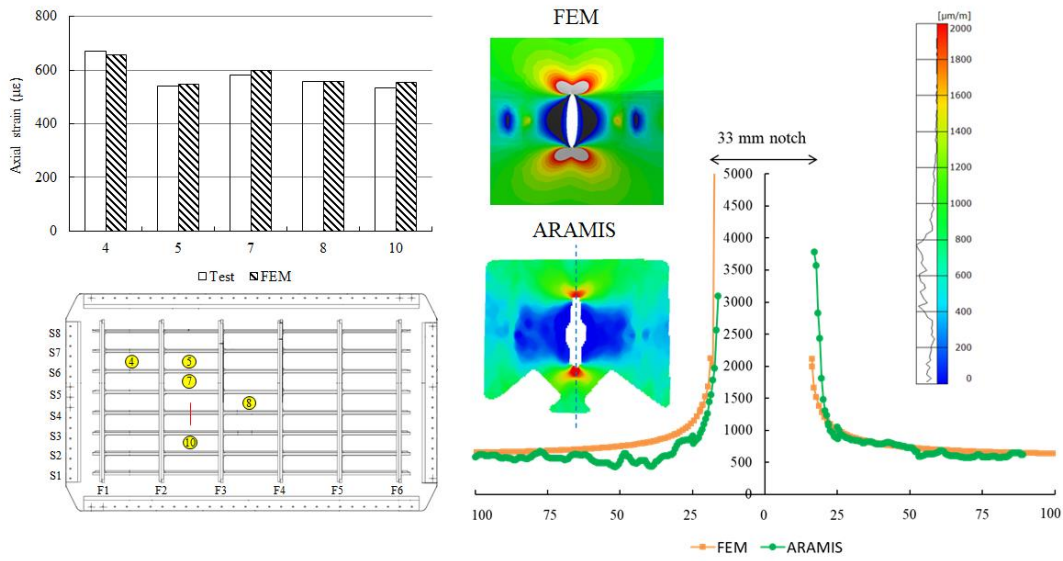 800
600
400
200
0
Axial strain (µε)
4 5 7 8 10
Test FEM
S8
S7
S6
S5
S4
S3
S2
S1
4 5
7
8
10
F1 F2 F3 F4 F5 F6
FEM
ARAMIS
33 mm notch
5000
4500
4000
3500
3000
2500
2000
1500
1000
500
0
100 75 50 25 0 25 50 75 100
FEM ARAMIS
[µm/m]
2000
1800
1600
1400
1200
1000
800
600
400
200
0